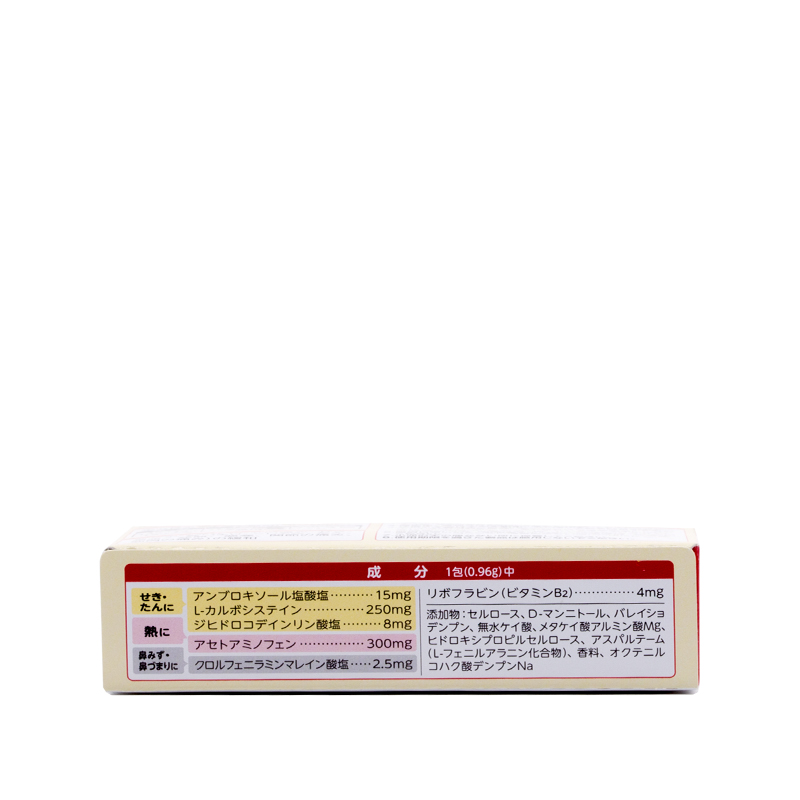 成 分 1包(0.96g)中
せき・
たんに
アンブロキソール塩酸塩………15mg
L-カルボシステイン…………250mg
ジヒドロコデインリン酸塩……8mg
熱に
アセトアミノフェン……………300mg
鼻みず・
鼻づまりに
クロルフェニラミンマレイン酸塩……2.5mg
リボフラビン(ビタミンB2)…………4mg
添加物:セルロース、D-マンニトール、バレイショ
デンプン、無水ケイ酸、メタケイ酸アルミン酸Mg、
ヒドロキシプロピルセルロース、アスパルテーム
(L-フェニルアラニン化合物)、香料、オクテニル
コハク酸デンプンNa